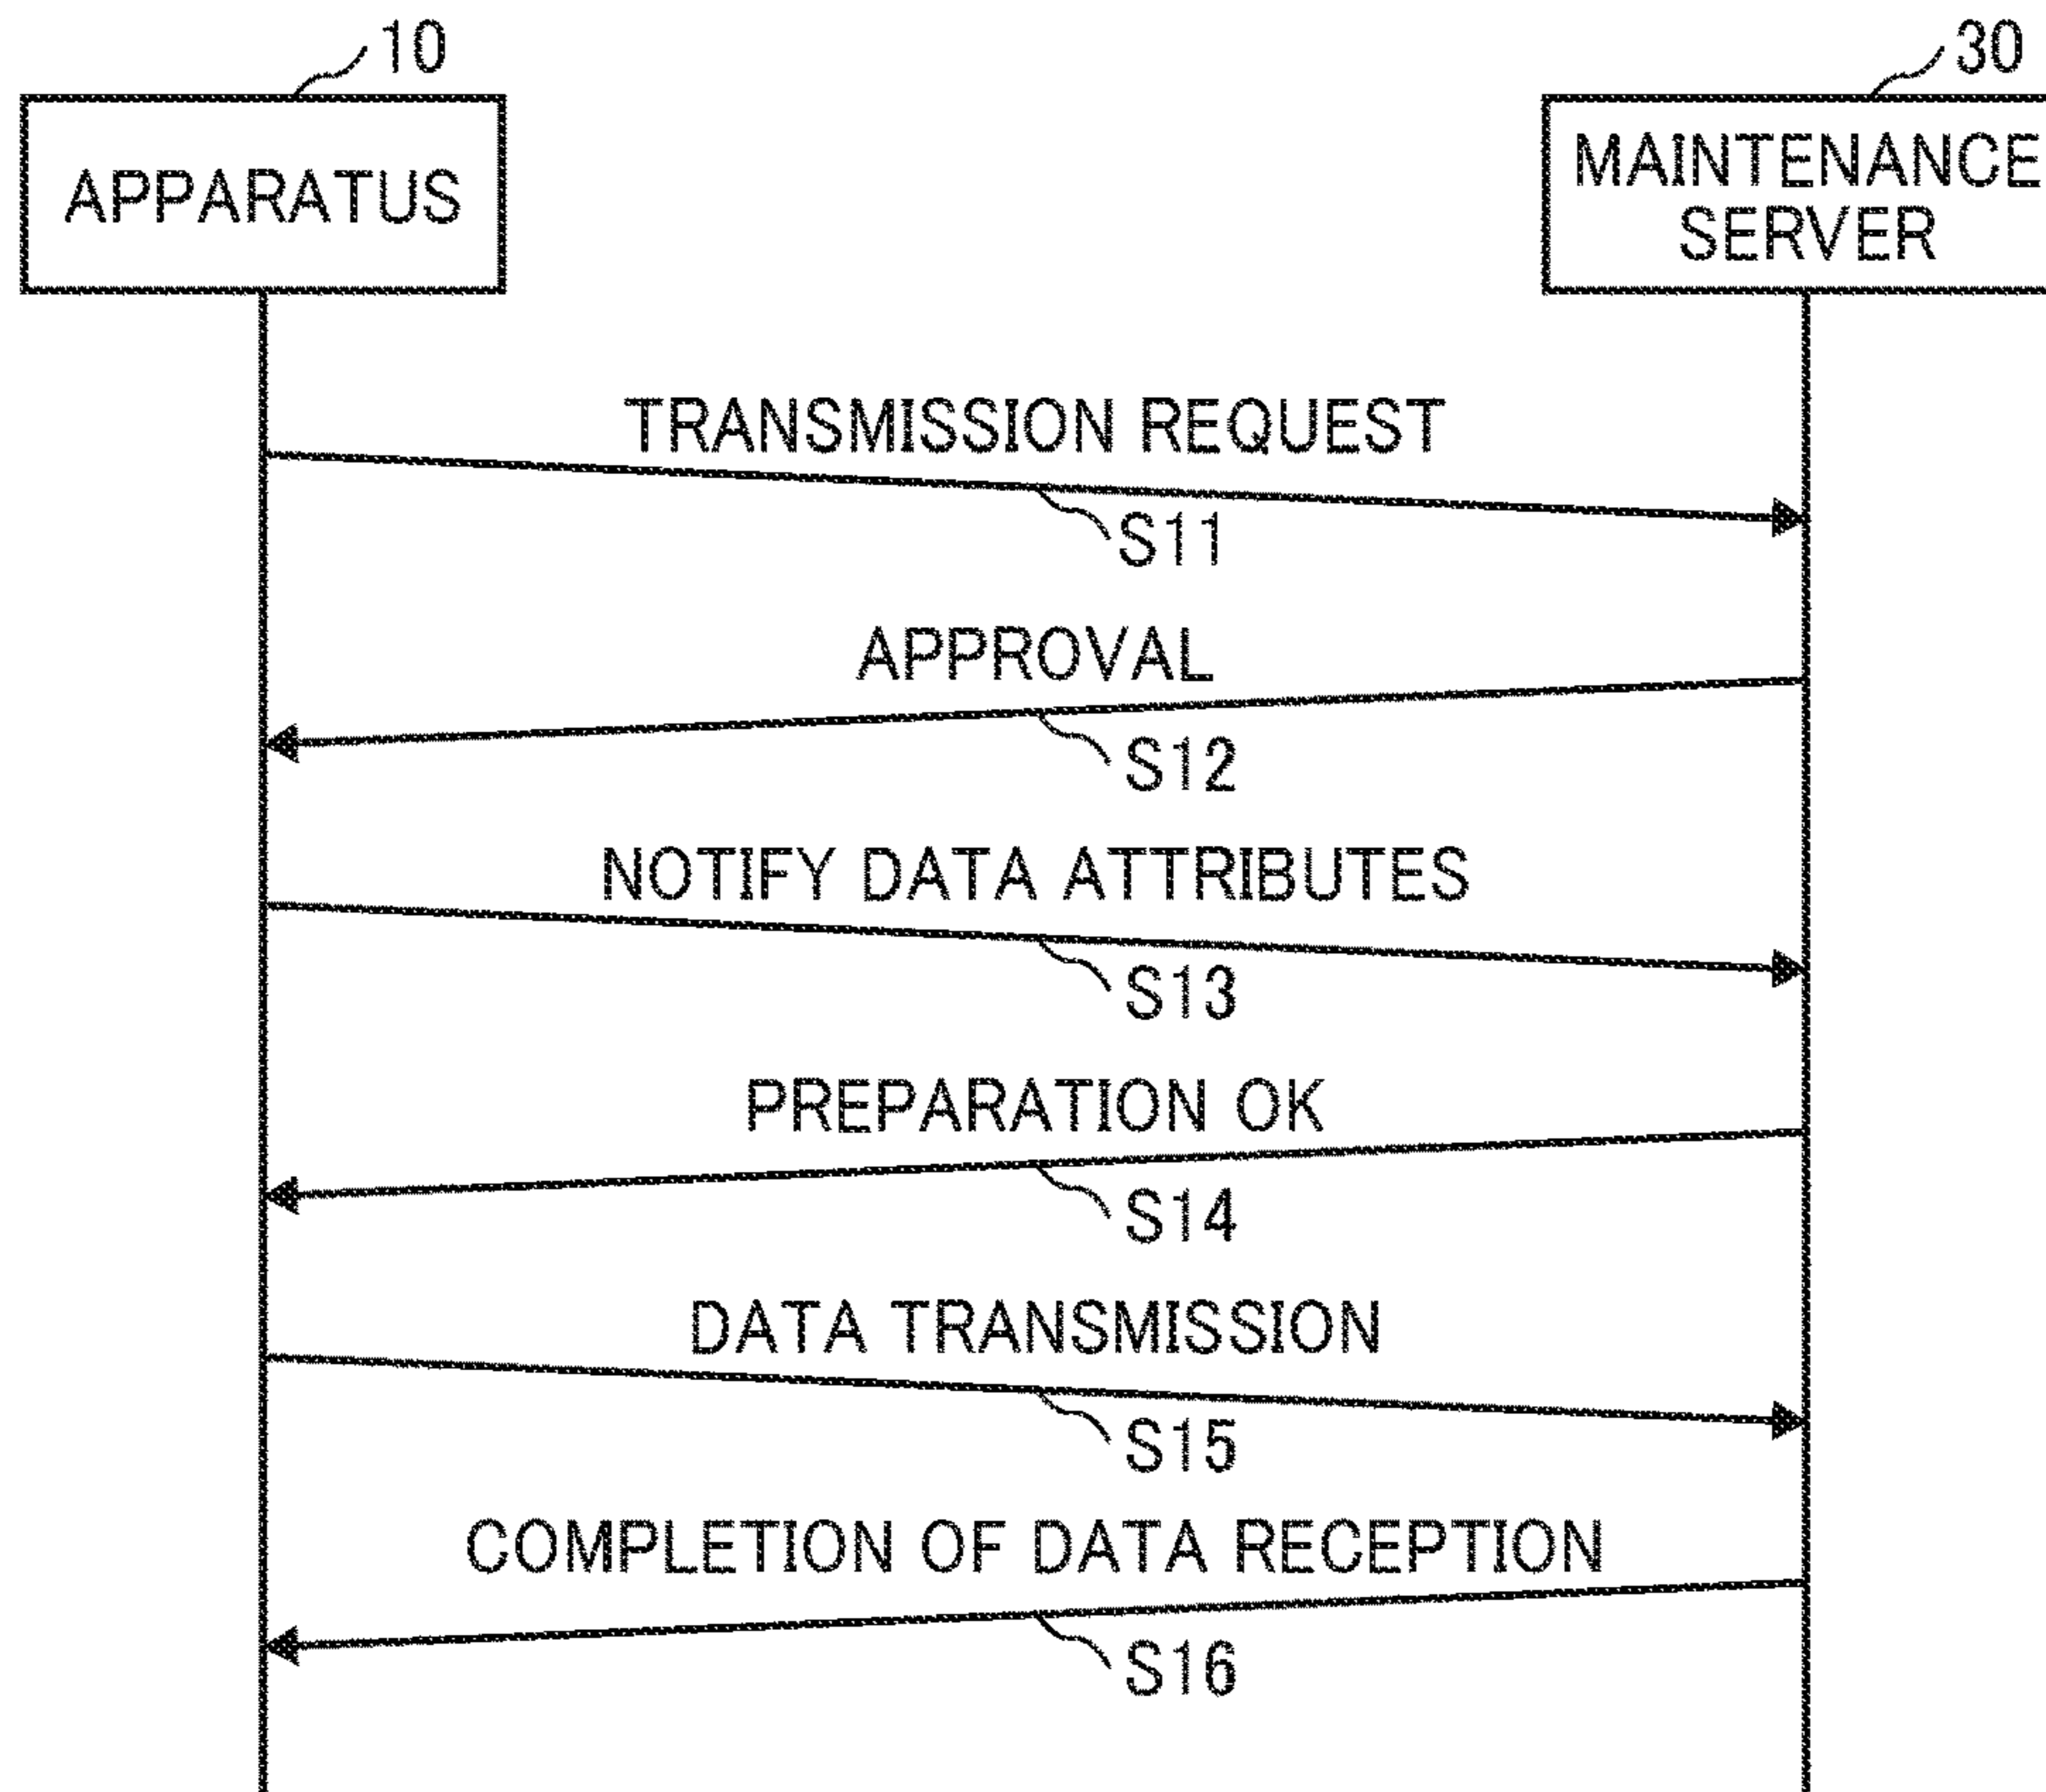 10
30
APPARATUS
MAINTENANCE
SERVER
TRANSMISSION REQUEST
S11
APPROVAL
S12
NOTIFY DATA ATTRIBUTES
S13
PREPARATION OK
S14
DATA TRANSMISSION
S15
COMPLETION OF DATA RECEPTION
S16